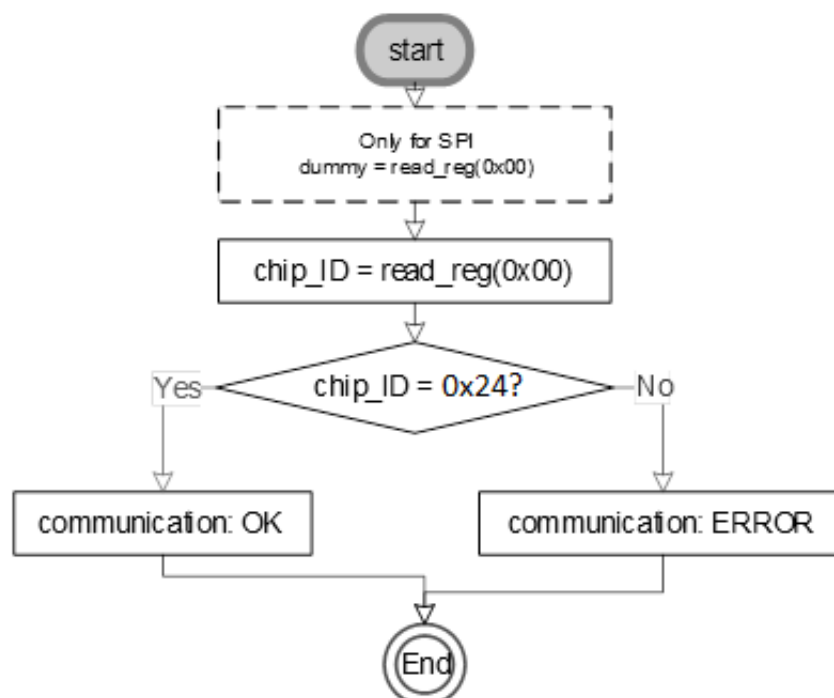 start
Only for SPI
dummy = read_reg(0x00)
chip_ID = read_reg(0x00)
chip_ID = 0x24?
Yes
No
communication: OK
communication: ERROR
End